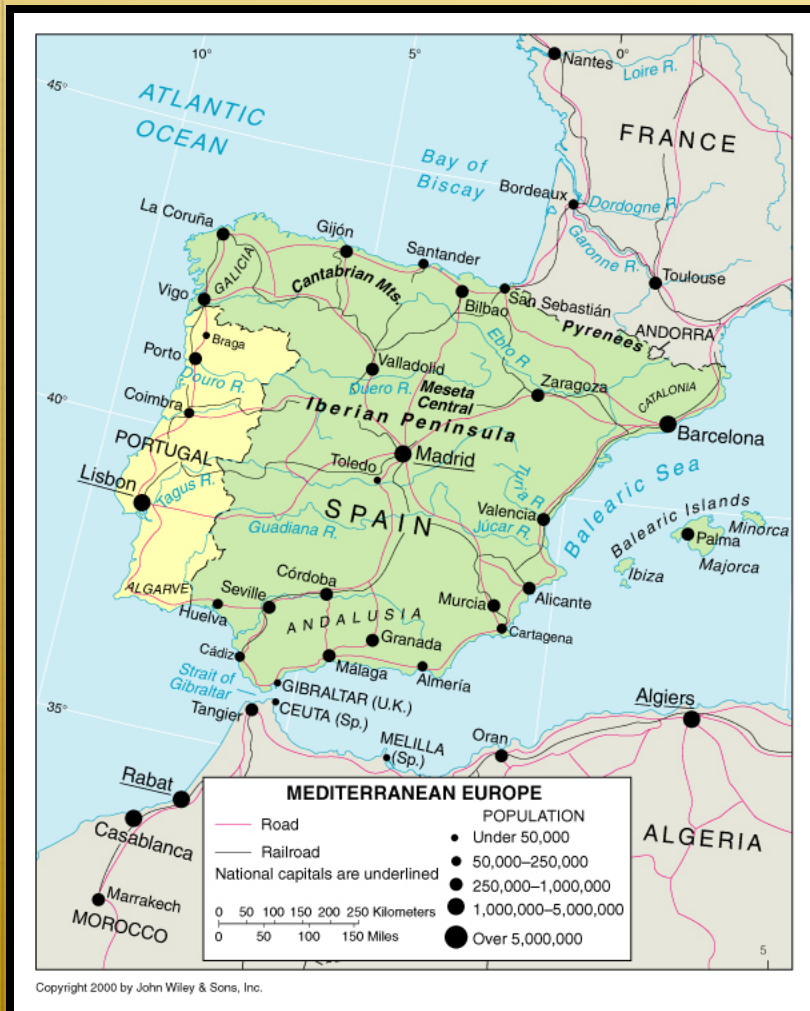 10°
5°
0°
Nantes
Loire R.
45°
ATLANTIC
OCEAN
FRANCE
Bay of
Biscay
Bordeaux
Dordogne R.
La Coruña
Gijón
Santander
Garonne R.
Toulouse
GALICIA
Cantabrian Mts.
Vigo
Bilbao
San Sebastián
Pyrenees
ANDORRA
Braga
Ebro R
Porto
Valladolid
Douro R.
Duero R.
Meseta
Central
Zaragoza
CATALONIA
40°
Coimbra
Iberian Peninsula
Barcelona
PORTUGAL
Toledo
Madrid
Lisbon
Tagus R.
Turia R
Balearic Sea
SPAIN
Valencia
Júcar R.
Balearic Islands
Minorca
Guadiana R.
Palma
Majorca
Ibiza
ALGARVE
Seville
Córdoba
Murcia
Alicante
Huelva
ANDALUSIA
Granada
Cartagena
Cádiz
Málaga
Almería
Strait of
Gibraltar
GIBRALTAR (U.K.)
35°
Tangier
CEUTA (Sp.)
Algiers
MELILLA
(Sp.)
Oran
Rabat
Casablanca
ALGERIA
Marrakech
MOROCCO
MEDITERRANEAN EUROPE
Road
Railroad
National capitals are underlined
0 50 100 150 200 250 Kilometers
0 50 100 150 Miles
POPULATION
Under 50,000
50,000–250,000
250,000–1,000,000
1,000,000–5,000,000
Over 5,000,000
5
Copyright 2000 by John Wiley & Sons, Inc.